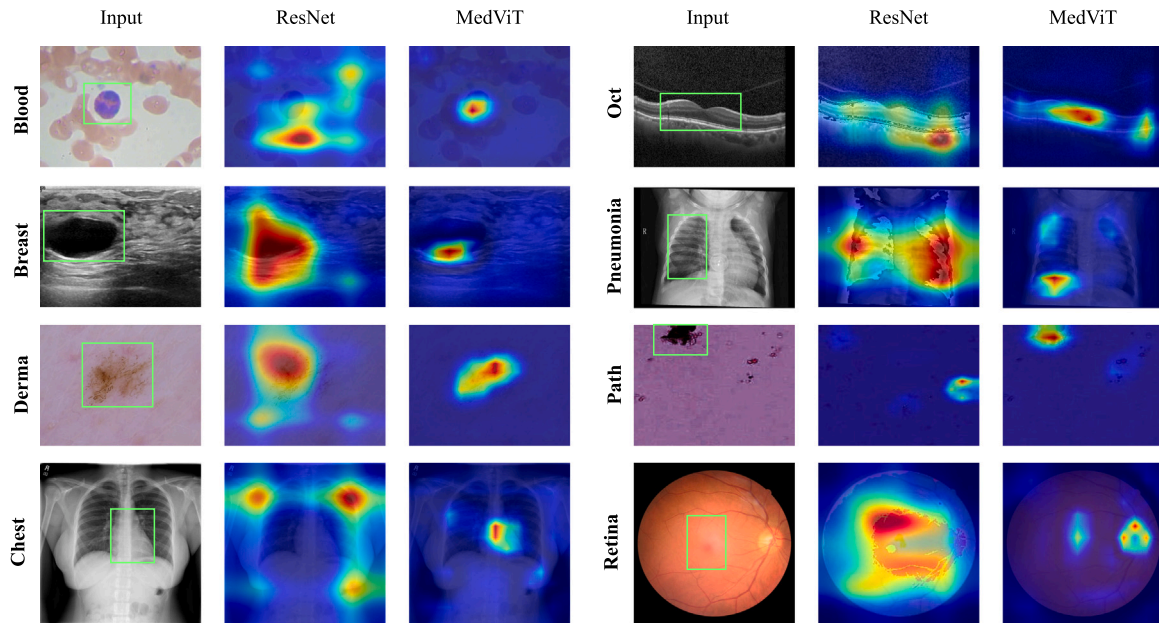 Input ResNet MedViT Input ResNet MedViT
Blood
Oct
Breast
Pneumonia
R
Derma
Path
Chest
Retina